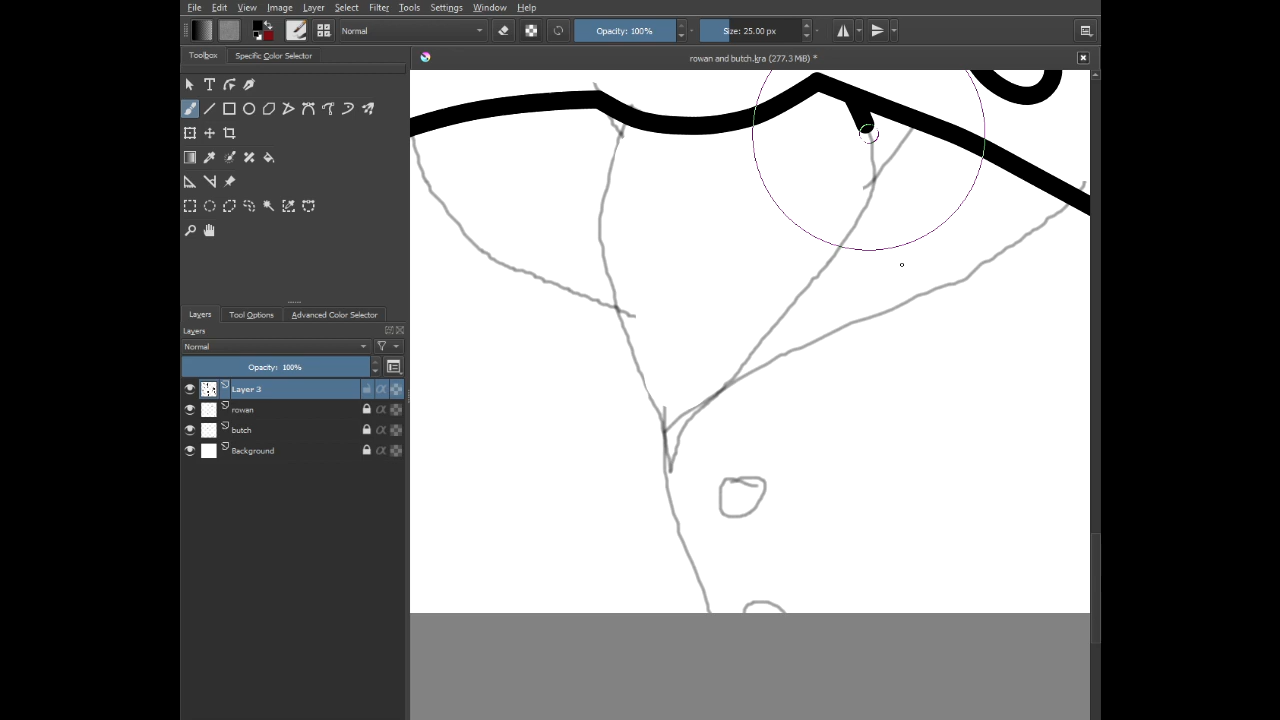 File Edit View Image Layer Select Filter Tools Settings Window Help
Normal Opacity: 100% Size: 25.00 px
Toolbox Specific Color Selector
rowan and butch.kra (277.3 MiB) *
Layers Tool Options Advanced Color Selector
Layers
Normal
Opacity: 100%
Layer 3
rowan
butch
Background